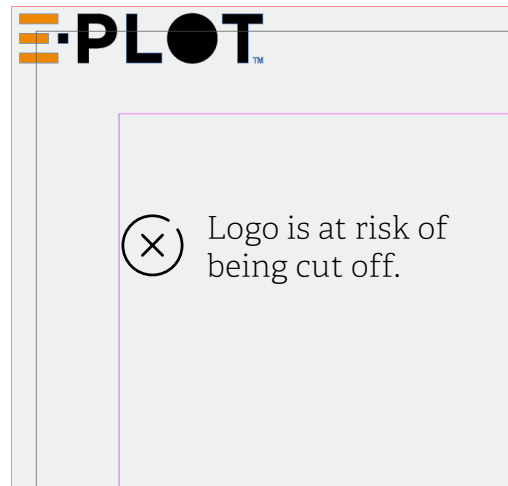 E·PLOT™
Logo is at risk of
being cut off.